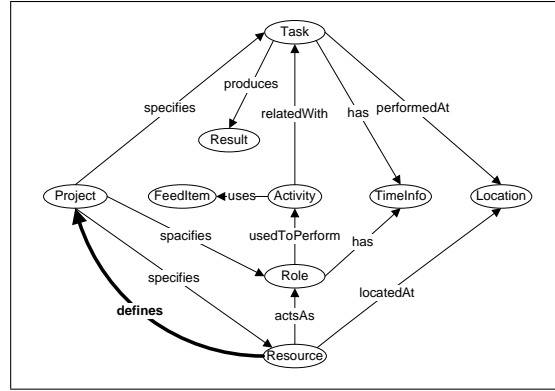 Task
produces
specifies
relatedWith
has
performedAt
Result
Project
FeedItem
uses
Activity
TimeInfo
Location
spacifies
usedToPerform
has
specifies
Role
locatedAt
defines
actsAs
Resource